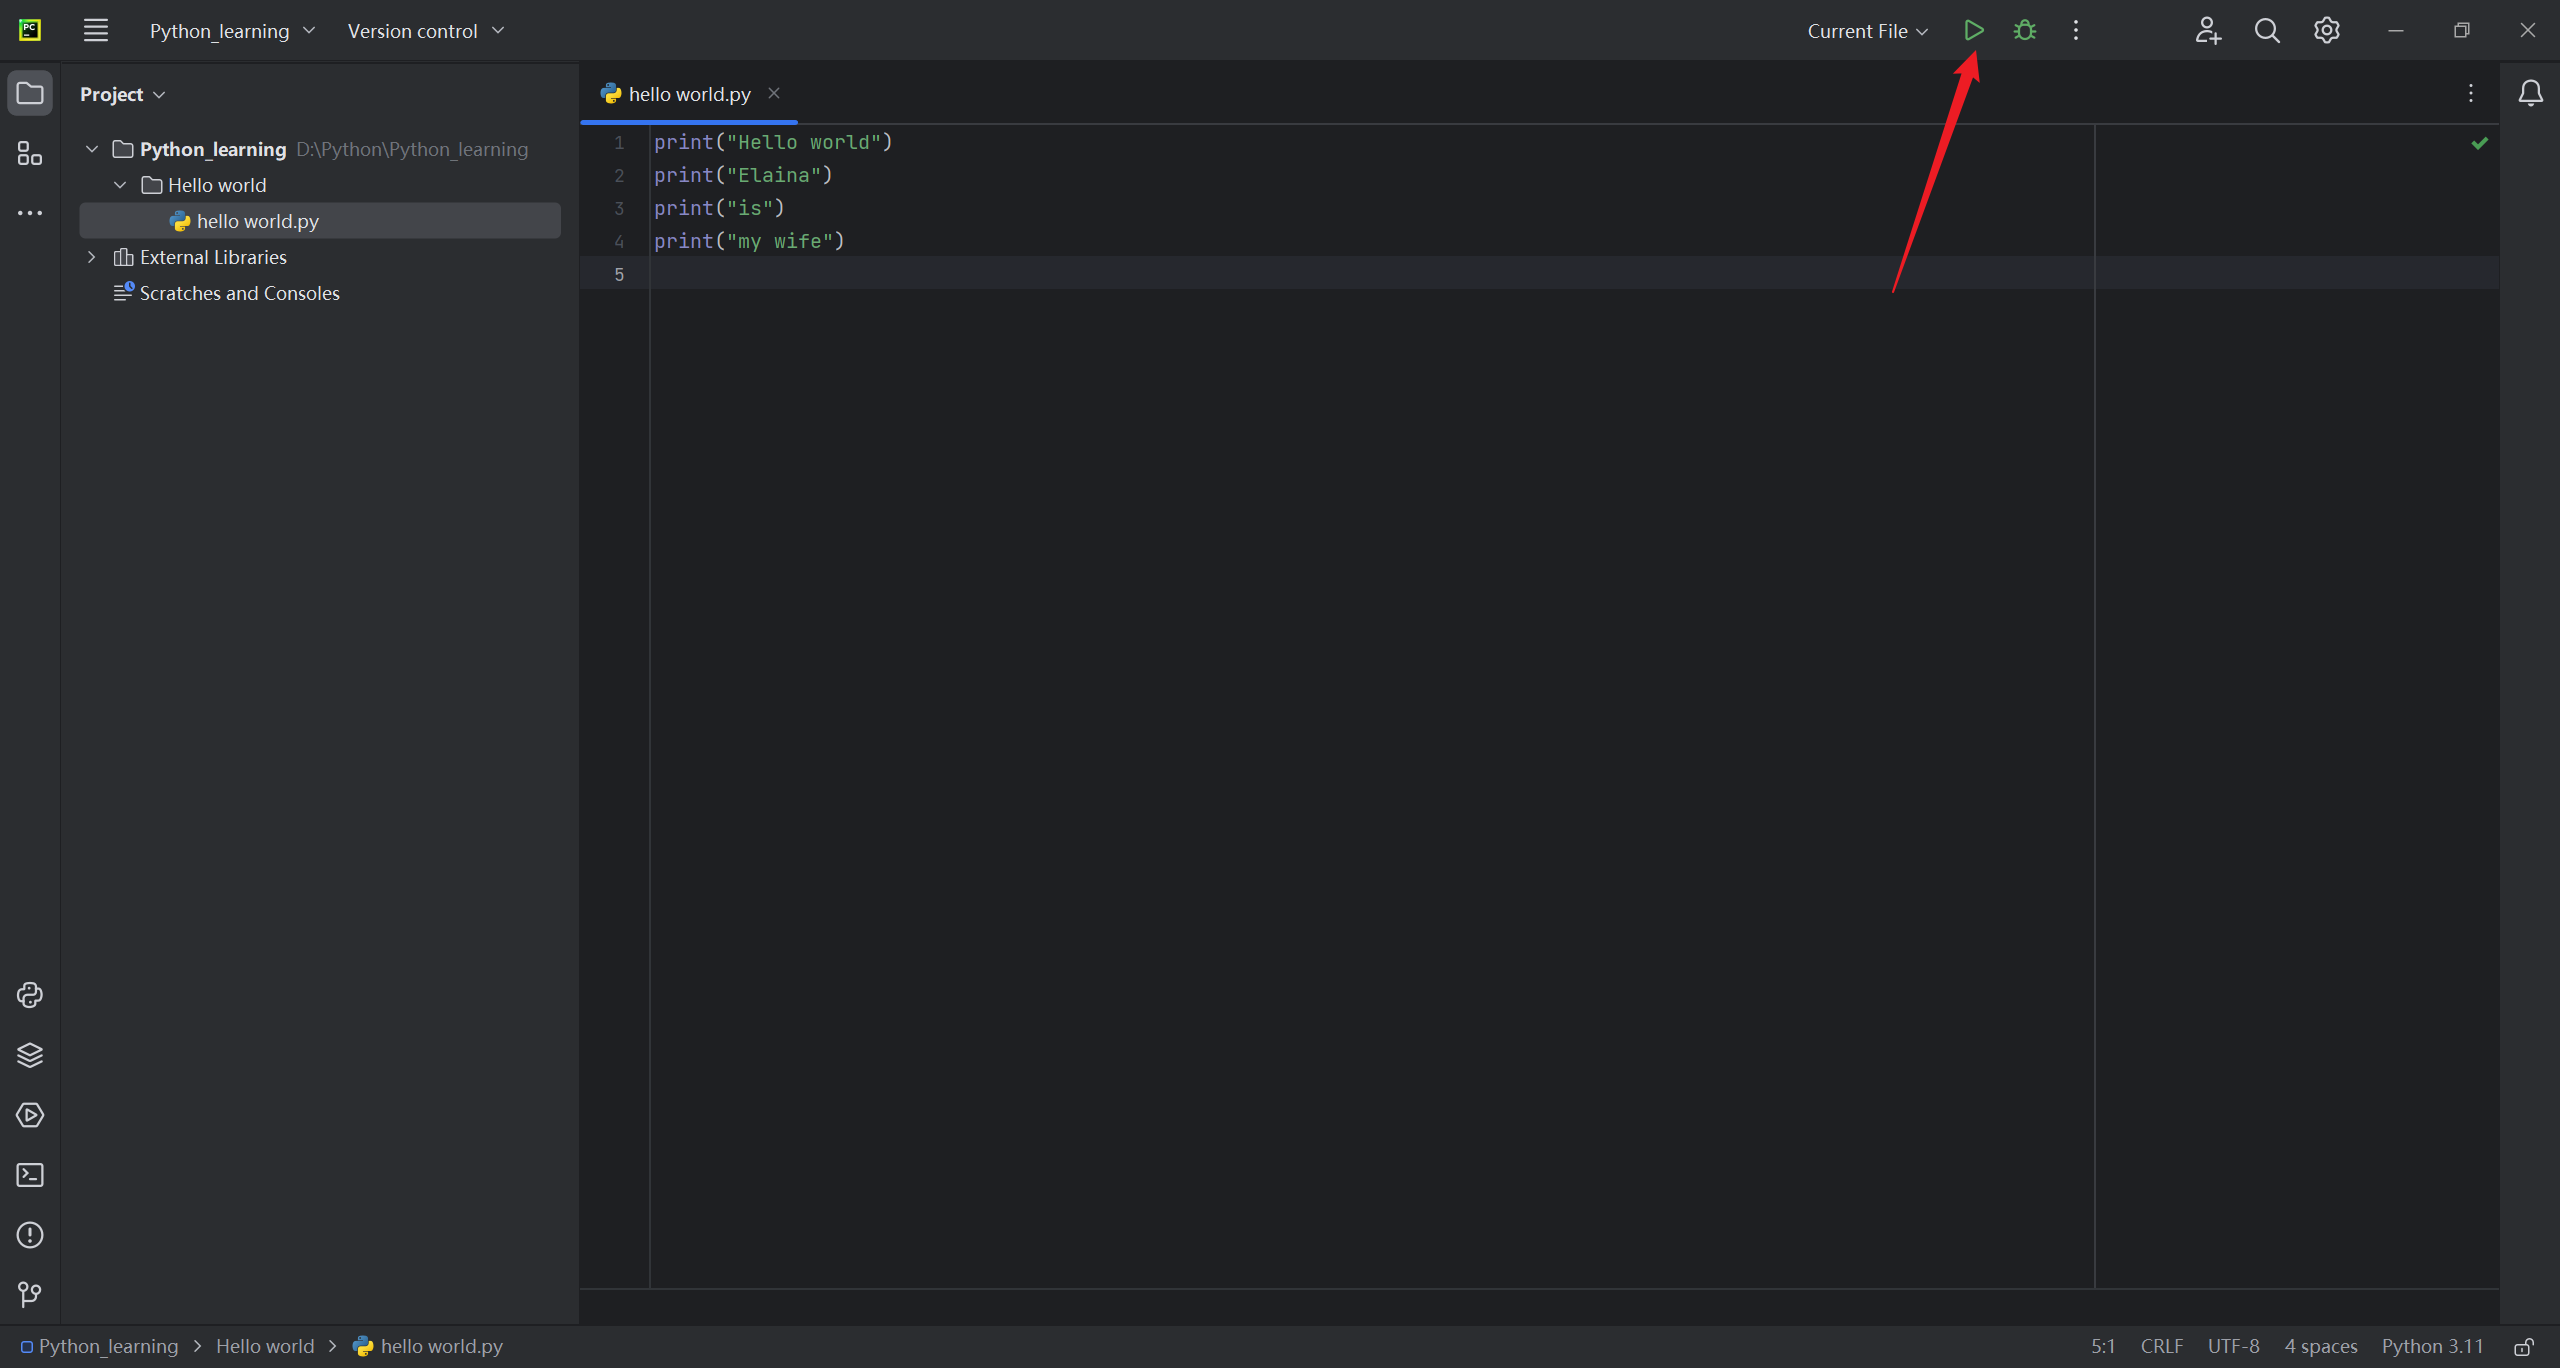 PC Python_learning Version control Current File
Project
hello world.py
Python_learning D:\Python\Python_learning
Hello world
hello world.py
External Libraries
Scratches and Consoles
1 print("Hello world")
2 print("Elaina")
3 print("is")
4 print("my wife")
5
Python_learning > Hello world > hello world.py
5:1 CRLF UTF-8 4 spaces Python 3.11